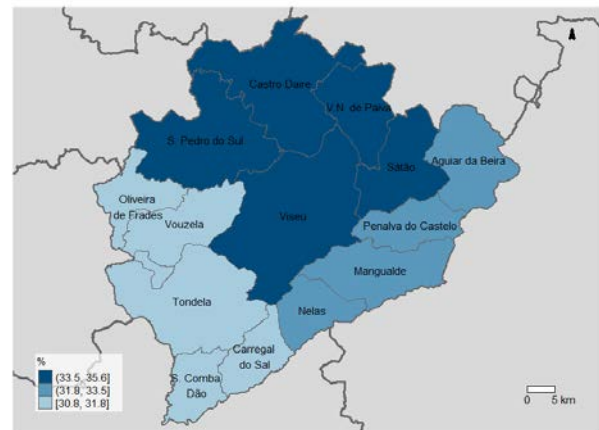 Castro Daire
V.N. de Paiva
S. Pedro do Sul
Sátão
Aguiar da Beira
Oliveira
de Frades
Vouzela
Viseu
Penalva do Castelo
Mangualde
Tondela
Nelas
Carregal
do Sal
S. Comba
Dão
%
(33.5, 35.6]
(31.8, 33.5]
[30.8, 31.8]
0 5 km